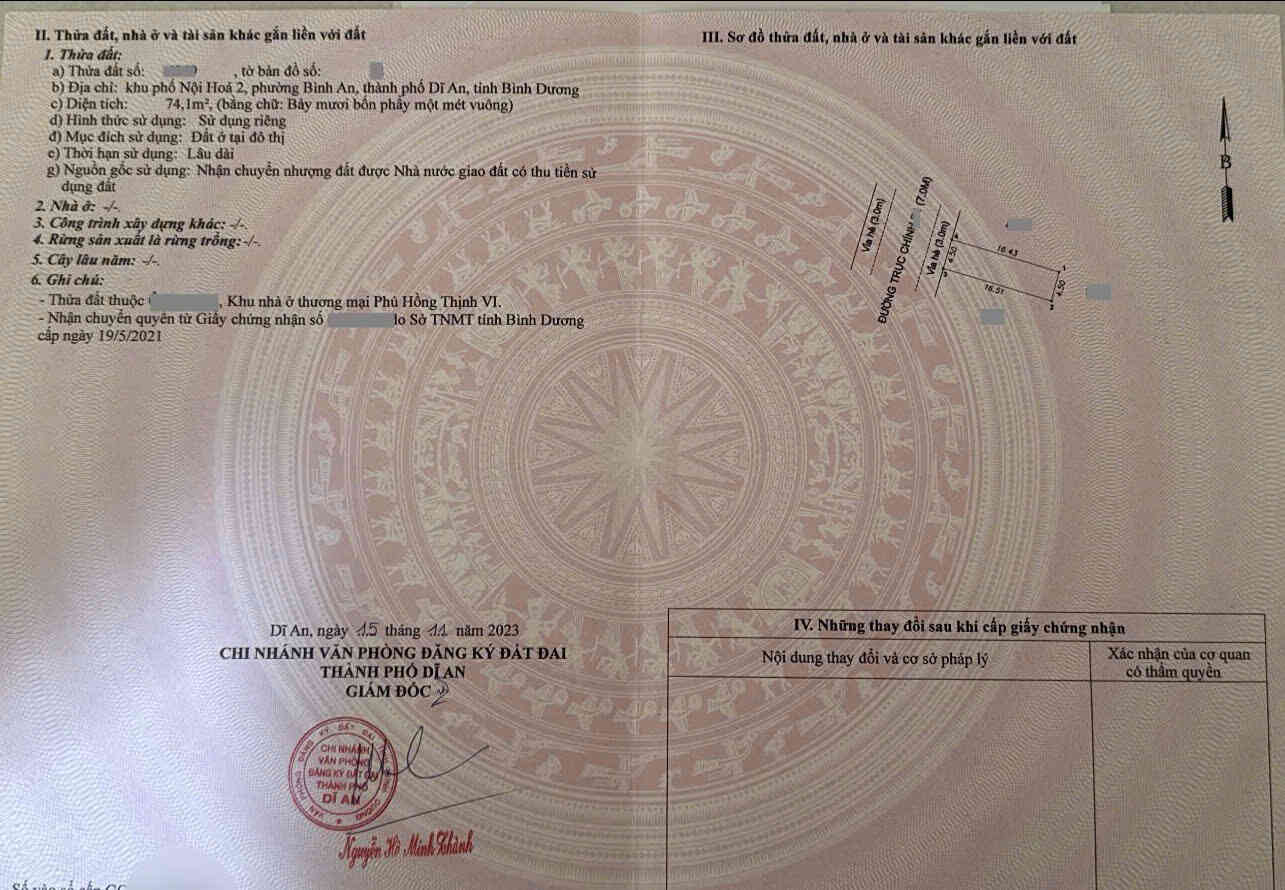 II. Thửa đất, nhà ở và tài sản khác gắn liền với đất
1. Thửa đất:
a) Thửa đất số: , tờ bản đồ số:
b) Địa chỉ: khu phố Nội Hoá 2, phường Bình An, thành phố Dĩ An, tỉnh Bình Dương
c) Diện tích: 74,1m², (bằng chữ: Bảy mươi bốn phẩy một mét vuông)
d) Hình thức sử dụng: Sử dụng riêng
đ) Mục đích sử dụng: Đất ở tại đô thị
e) Thời hạn sử dụng: Lâu dài
g) Nguồn gốc sử dụng: Nhận chuyển nhượng đất được Nhà nước giao đất có thu tiền sử
dụng đất
2. Nhà ở: -/-.
3. Công trình xây dựng khác: -/-.
4. Rừng sản xuất là rừng trồng: -/-.
5. Cây lâu năm: -/-.
6. Ghi chú:
- Thửa đất thuộc , Khu nhà ở thương mại Phú Hồng Thịnh VI.
- Nhận chuyển quyền từ Giấy chứng nhận số do Sở TNMT tỉnh Bình Dương
cấp ngày 19/5/2021
Dĩ An, ngày 15 tháng 11 năm 2023
CHI NHÁNH VĂN PHÒNG ĐĂNG KÝ ĐẤT ĐAI
THÀNH PHỐ DĨ AN
GIÁM ĐỐC
CHI NHÁNH
VĂN PHÒNG
ĐĂNG KÝ ĐẤT ĐAI
THÀNH PHỐ
DĨ AN
Nguyễn Hồ Minh Thành
III. Sơ đồ thửa đất, nhà ở và tài sản khác gắn liền với đất
B
Vỉa hè (3.0m)
ĐƯỜNG TRỤC CHÍNH (7.0M)
Vỉa hè (3.0m)
4.50
16.43
1
16.51
4.50
IV. Những thay đổi sau khi cấp giấy chứng nhận
Nội dung thay đổi và cơ sở pháp lý
Xác nhận của cơ quan
có thẩm quyền